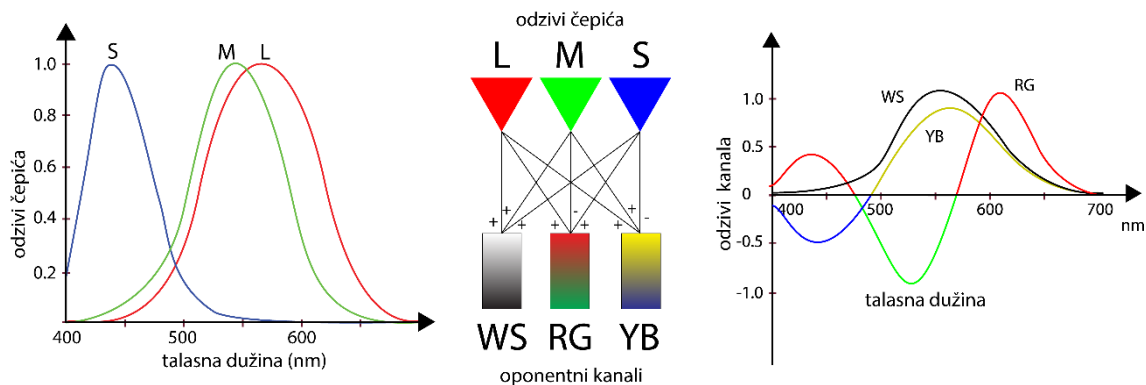 odzivi čepića
S
M
L
1.0
0.8
0.6
0.4
0.2
400
500
600
talasna dužina (nm)
odzivi čepića
L M S
+ + + - + + + + -
WS RG YB
oponentni kanali
odzivi kanala
1.0
0.5
0
-0.5
-1.0
WS
YB
RG
400
500
600
700
nm
talasna dužina